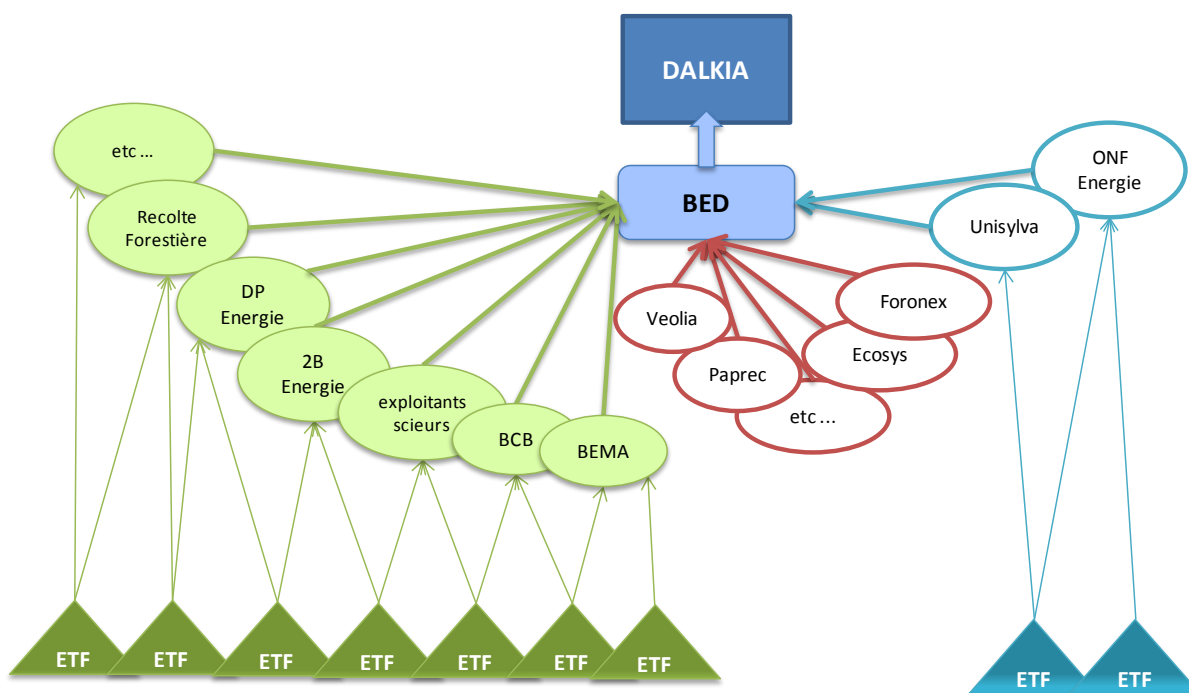 DALKIA
etc ...
ONF
Energie
BED
Recolte
Forestière
Unisylva
DP
Energie
Foronex
Veolia
Ecosys
2B
Energie
Paprec
exploitants
scieurs
etc ...
BCB
BEMA
ETF
ETF
ETF
ETF
ETF
ETF
ETF
ETF
ETF